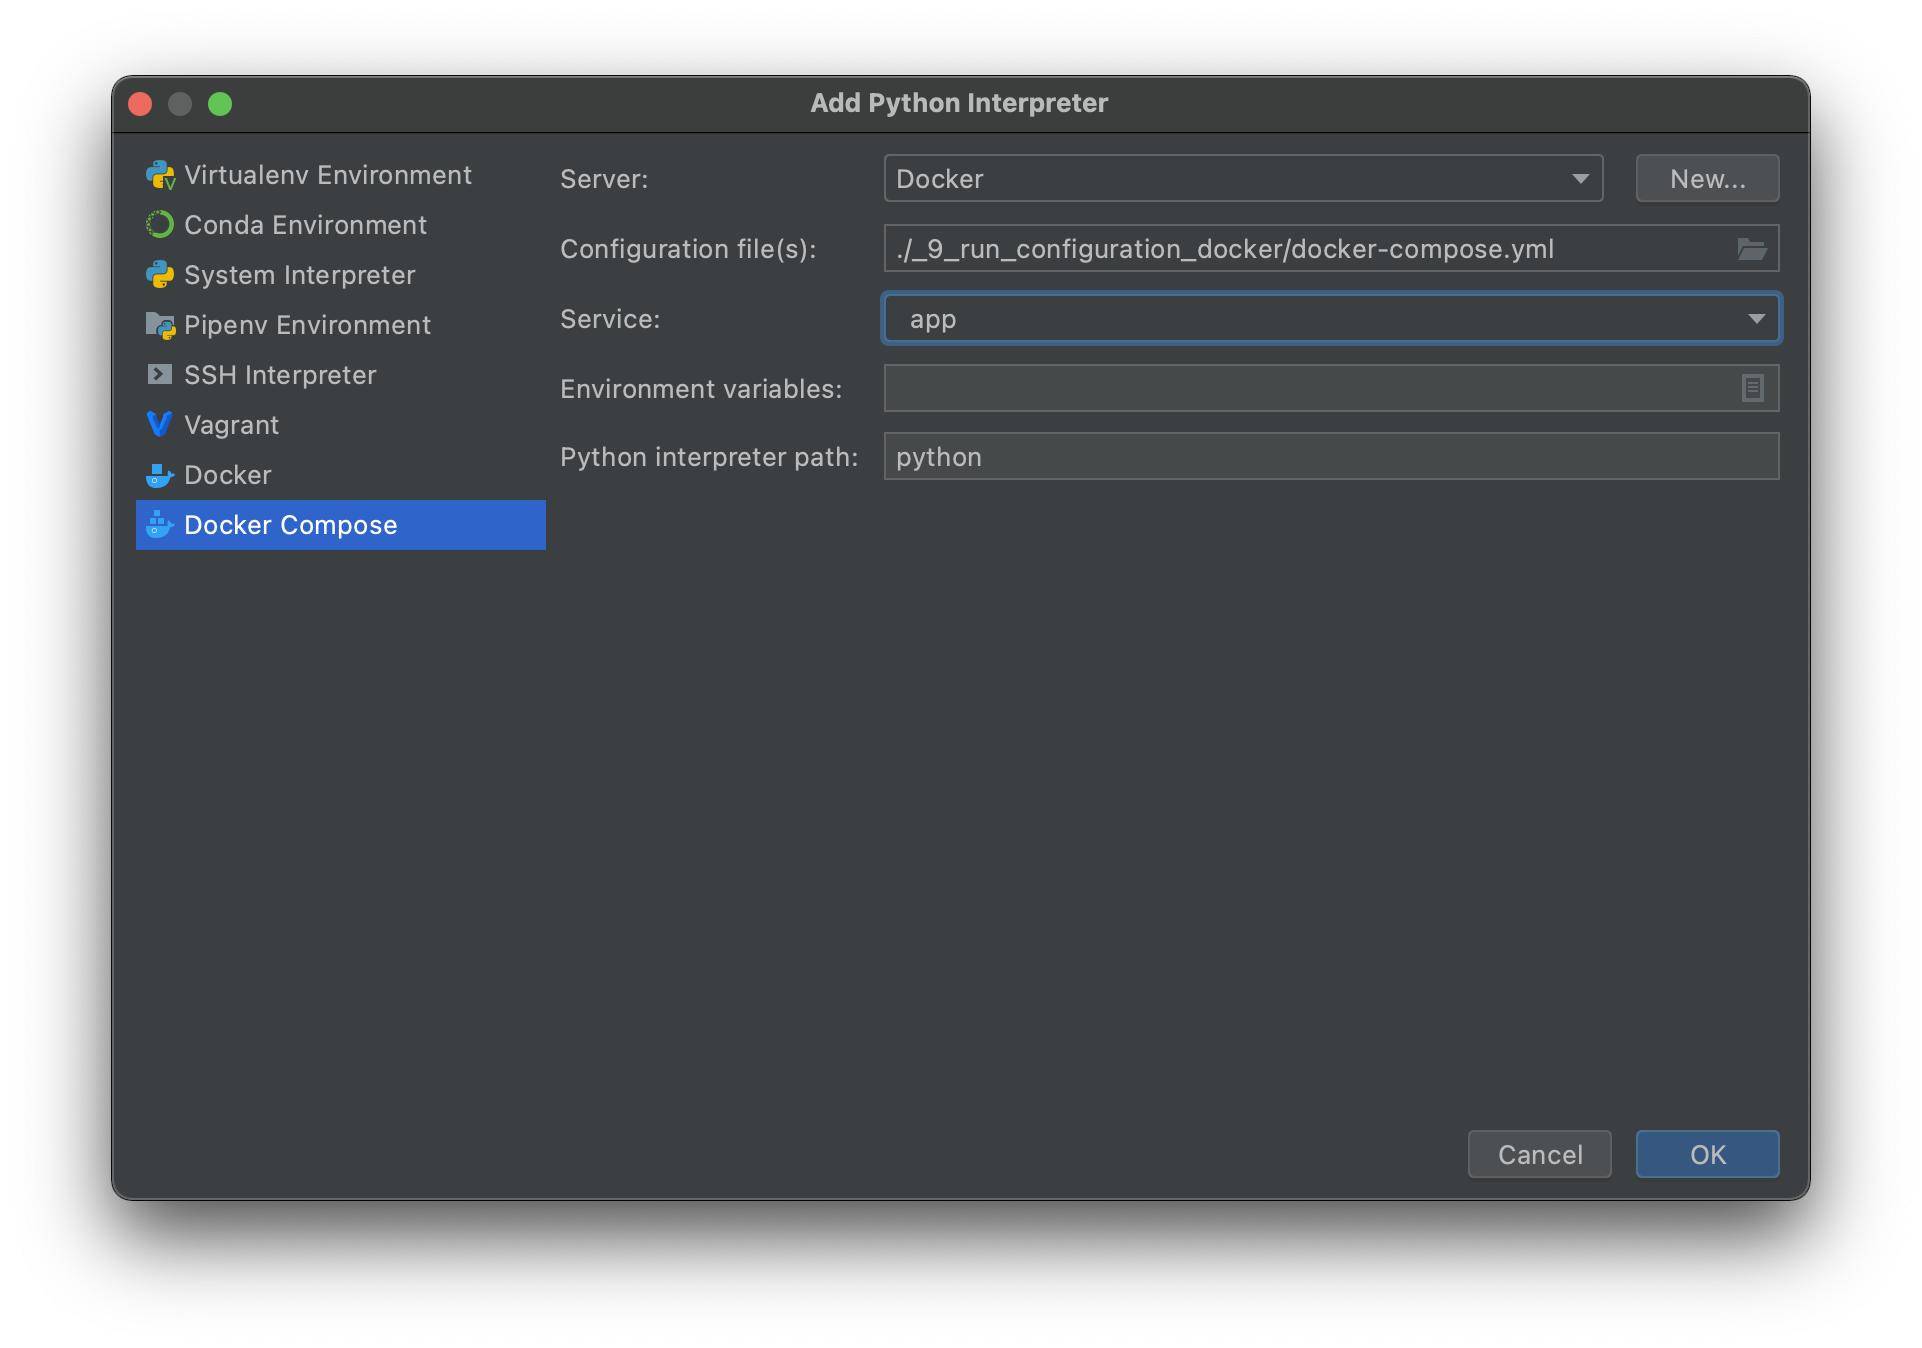 Add Python Interpreter
Virtualenv Environment
Conda Environment
System Interpreter
Pipenv Environment
SSH Interpreter
Vagrant
Docker
Docker Compose
Server: Docker New...
Configuration file(s): ./_9_run_configuration_docker/docker-compose.yml
Service: app
Environment variables:
Python interpreter path: python
Cancel OK